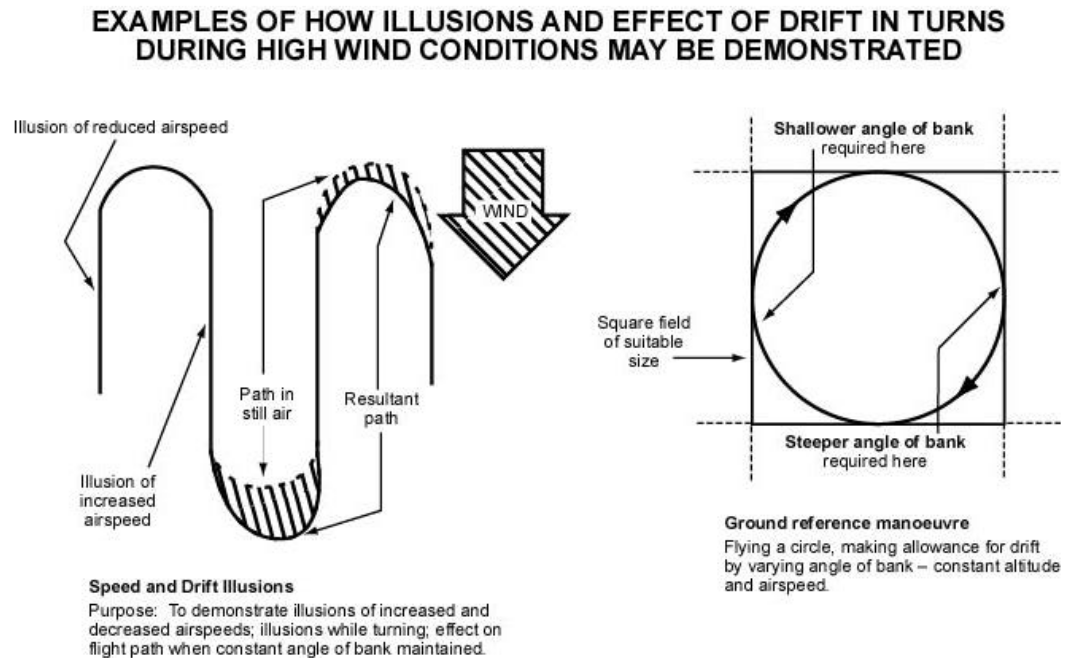 EXAMPLES OF HOW ILLUSIONS AND EFFECT OF DRIFT IN TURNS
DURING HIGH WIND CONDITIONS MAY BE DEMONSTRATED
Illusion of reduced airspeed
WIND
Path in
still air
Resultant
path
Illusion of
increased
airspeed
Speed and Drift Illusions
Purpose: To demonstrate illusions of increased and
decreased airspeeds; illusions while turning; effect on
flight path when constant angle of bank maintained.
Shallower angle of bank
required here
Square field
of suitable
size
Steeper angle of bank
required here
Ground reference manoeuvre
Flying a circle, making allowance for drift
by varying angle of bank – constant altitude
and airspeed.